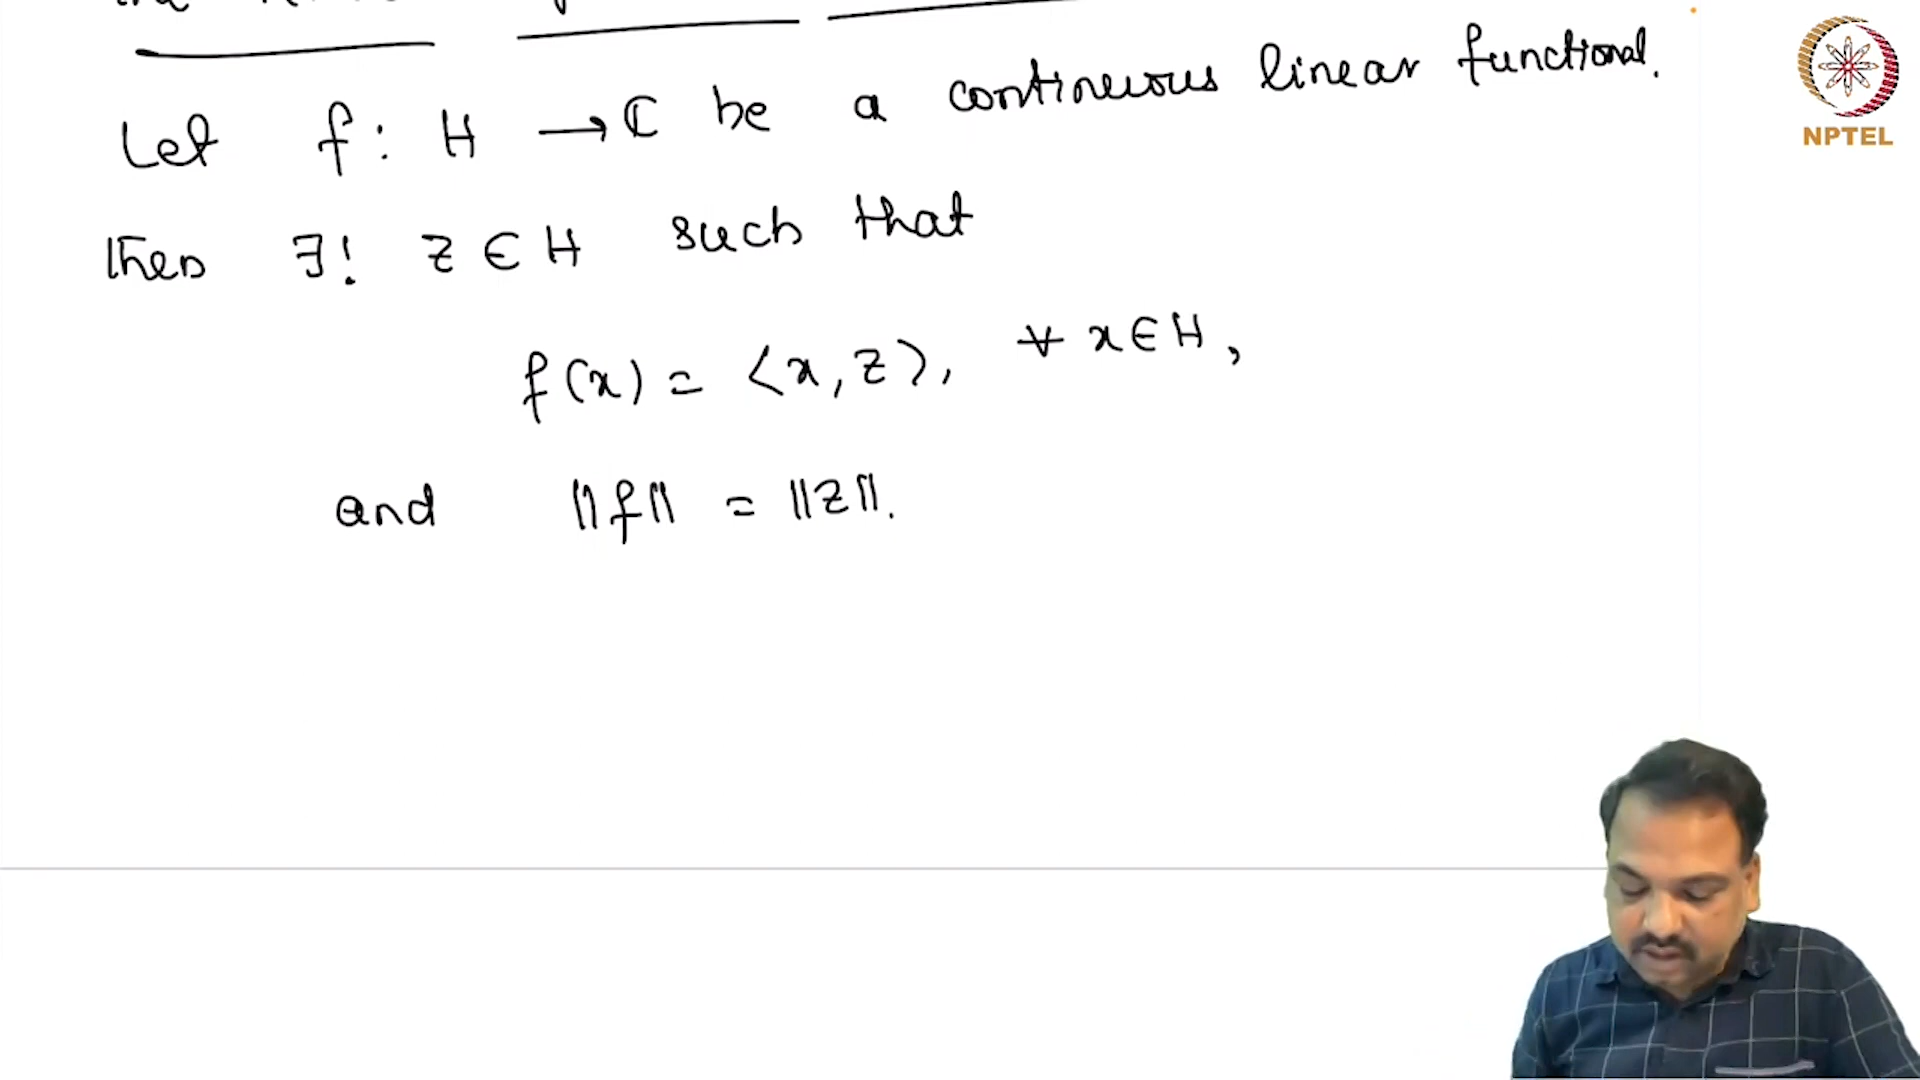 Let f: H → ℂ be a continuous linear functional.
then ∃! z ∈ H such that
f(x) = ⟨x, z⟩, ∀ x ∈ H,
and ||f|| = ||z||.
NPTEL